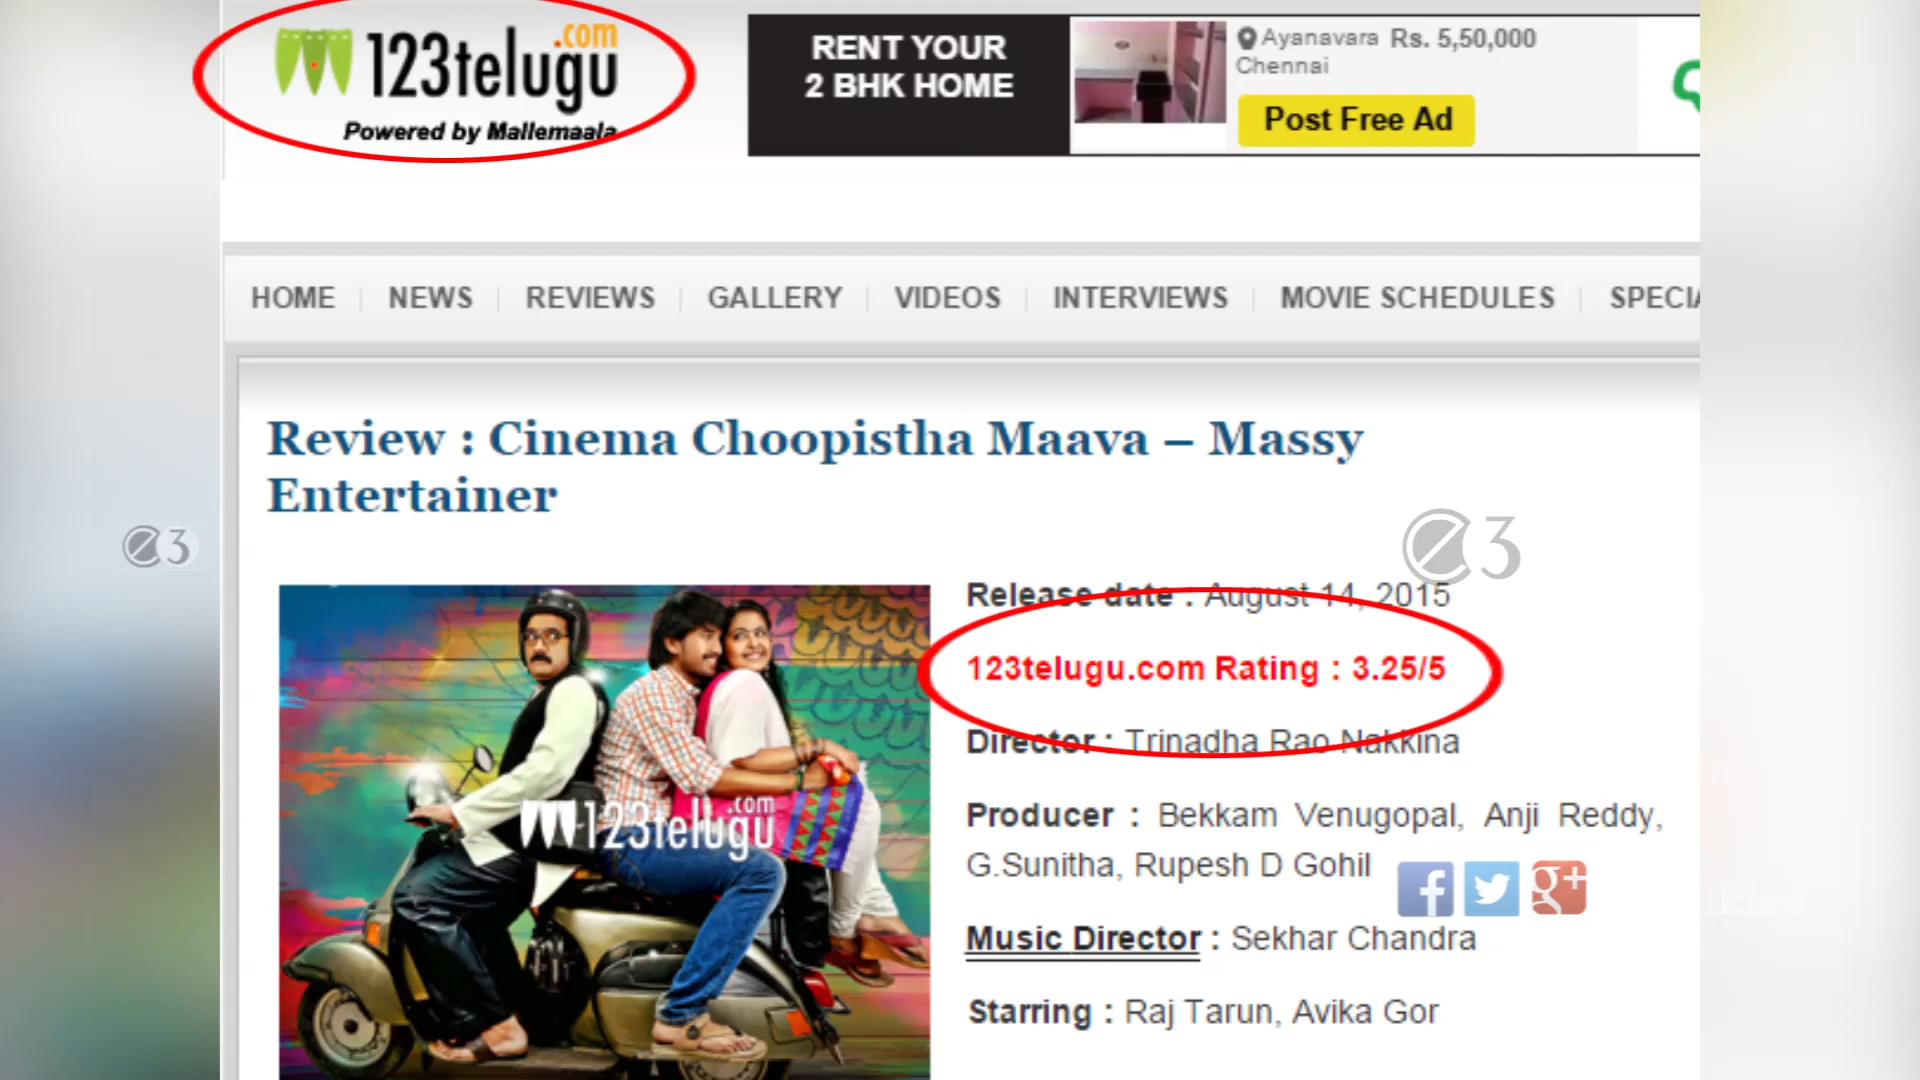 123telugu.com
Powered by Mallemaala
RENT YOUR
2 BHK HOME
Ayanavara Rs. 5,50,000
Chennai
Post Free Ad
HOME NEWS REVIEWS GALLERY VIDEOS INTERVIEWS MOVIE SCHEDULES SPECIA
Review : Cinema Choopistha Maava – Massy
Entertainer
3
3
Release date : August 14, 2015
123telugu.com Rating : 3.25/5
Director : Trinadha Rao Nakkina
Producer : Bekkam Venugopal, Anji Reddy,
G.Sunitha, Rupesh D Gohil
Music Director : Sekhar Chandra
Starring : Raj Tarun, Avika Gor
123telugu.com
f
g+